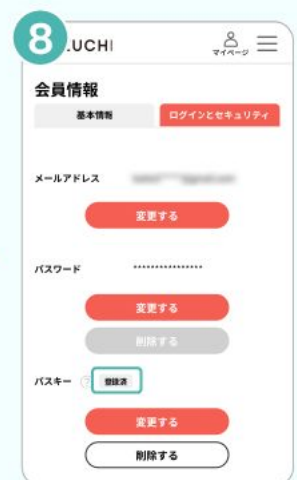 8
UCHI
マイページ
会員情報
基本情報 ログインとセキュリティ
メールアドレス
変更する
パスワード ****************
変更する
削除する
パスキー ? 登録済
変更する
削除する